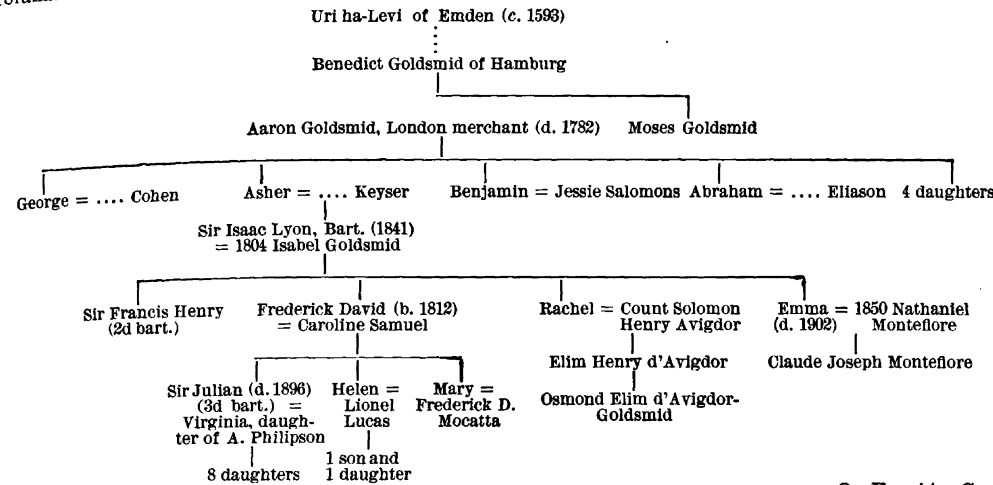 Uri ha-Levi of Emden (c. 1593)
Benedict Goldsmid of Hamburg
Aaron Goldsmid, London merchant (d. 1782) Moses Goldsmid
George = .... Cohen Asher = .... Keyser Benjamin = Jessie Salomons Abraham = .... Eliason 4 daughters
Sir Isaac Lyon, Bart. (1841)
= 1804 Isabel Goldsmid
Sir Francis Henry
(2d bart.)
Frederick David (b. 1812)
= Caroline Samuel
Rachel = Count Solomon
Henry Avigdor
Emma = 1850 Nathaniel
(d. 1902) Montefiore
Elim Henry d'Avigdor
Claude Joseph Montefiore
Osmond Elim d'Avigdor-
Goldsmid
Sir Julian (d. 1896)
(3d bart.) =
Virginia, daugh-
ter of A. Philipson
Helen =
Lionel
Lucas
Mary =
Frederick D.
Mocatta
8 daughters
1 son and
1 daughter